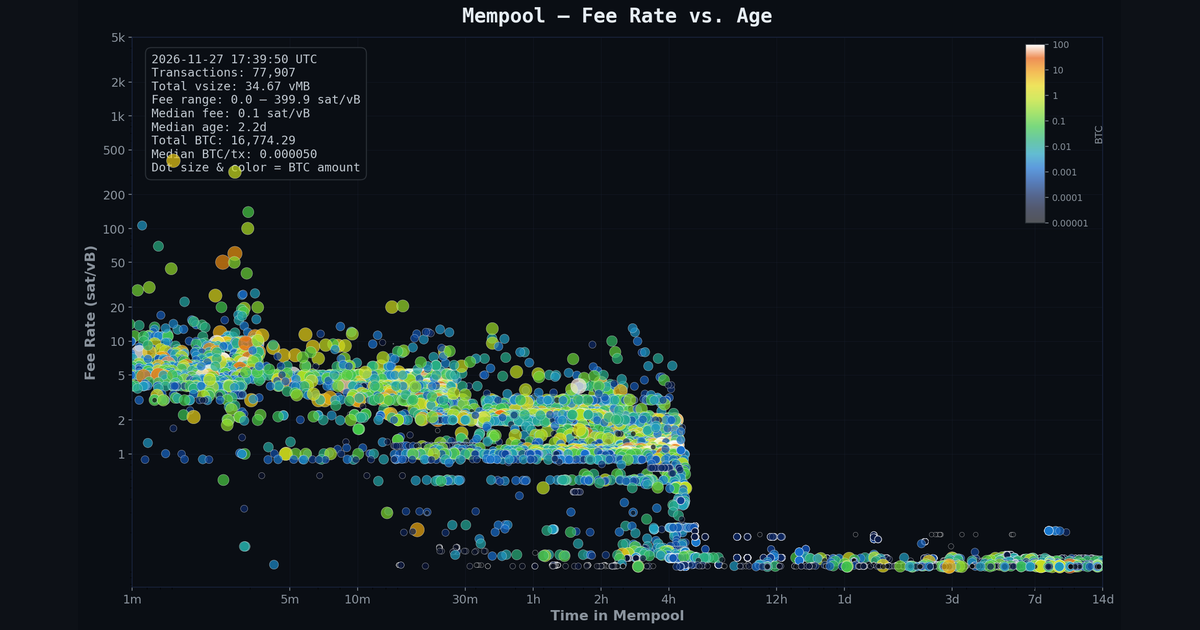 Mempool — Fee Rate vs. Age
2026-11-27 17:39:50 UTC
Transactions: 77,907
Total vsize: 34.67 vMB
Fee range: 0.0 – 399.9 sat/vB
Median fee: 0.1 sat/vB
Median age: 2.2d
Total BTC: 16,774.29
Median BTC/tx: 0.000050
Dot size & color = BTC amount
5k
2k
1k
500
200
100
50
20
10
5
2
1
Fee Rate (sat/vB)
100
10
1
0.1
0.01
0.001
0.0001
0.00001
BTC
1m
5m
10m
30m
1h
2h
4h
12h
1d
3d
7d
14d
Time in Mempool